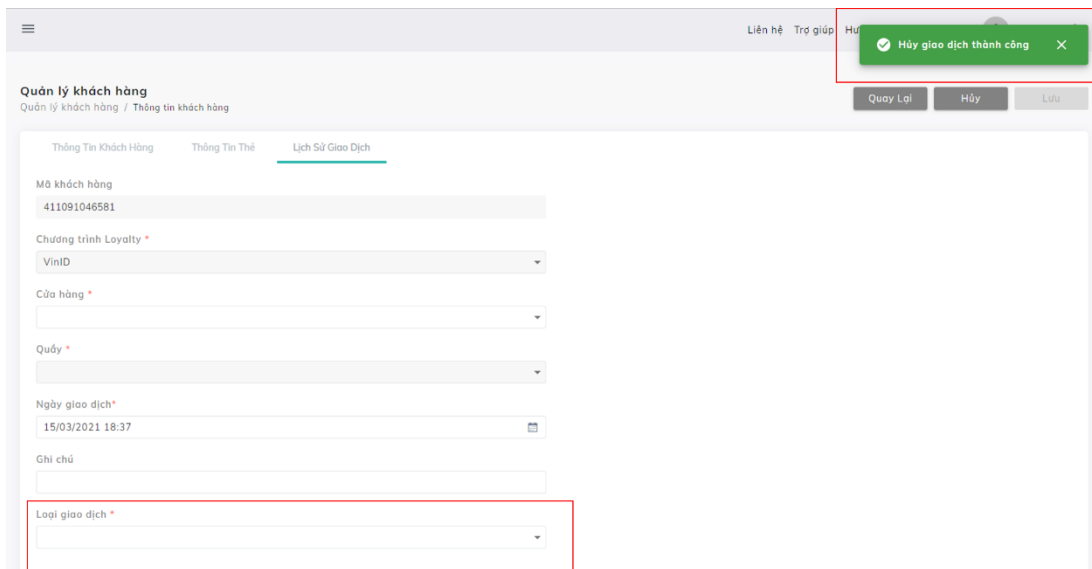 Liên hệ Trợ giúp
Hủy giao dịch thành công
Quản lý khách hàng
Quản lý khách hàng / Thông tin khách hàng
Quay Lại Hủy Lưu
Thông Tin Khách Hàng Thông Tin Thẻ Lịch Sử Giao Dịch
Mã khách hàng
411091046581
Chương trình Loyalty *
VinID
Cửa hàng *
Quầy *
Ngày giao dịch*
15/03/2021 18:37
Ghi chú
Loại giao dịch *